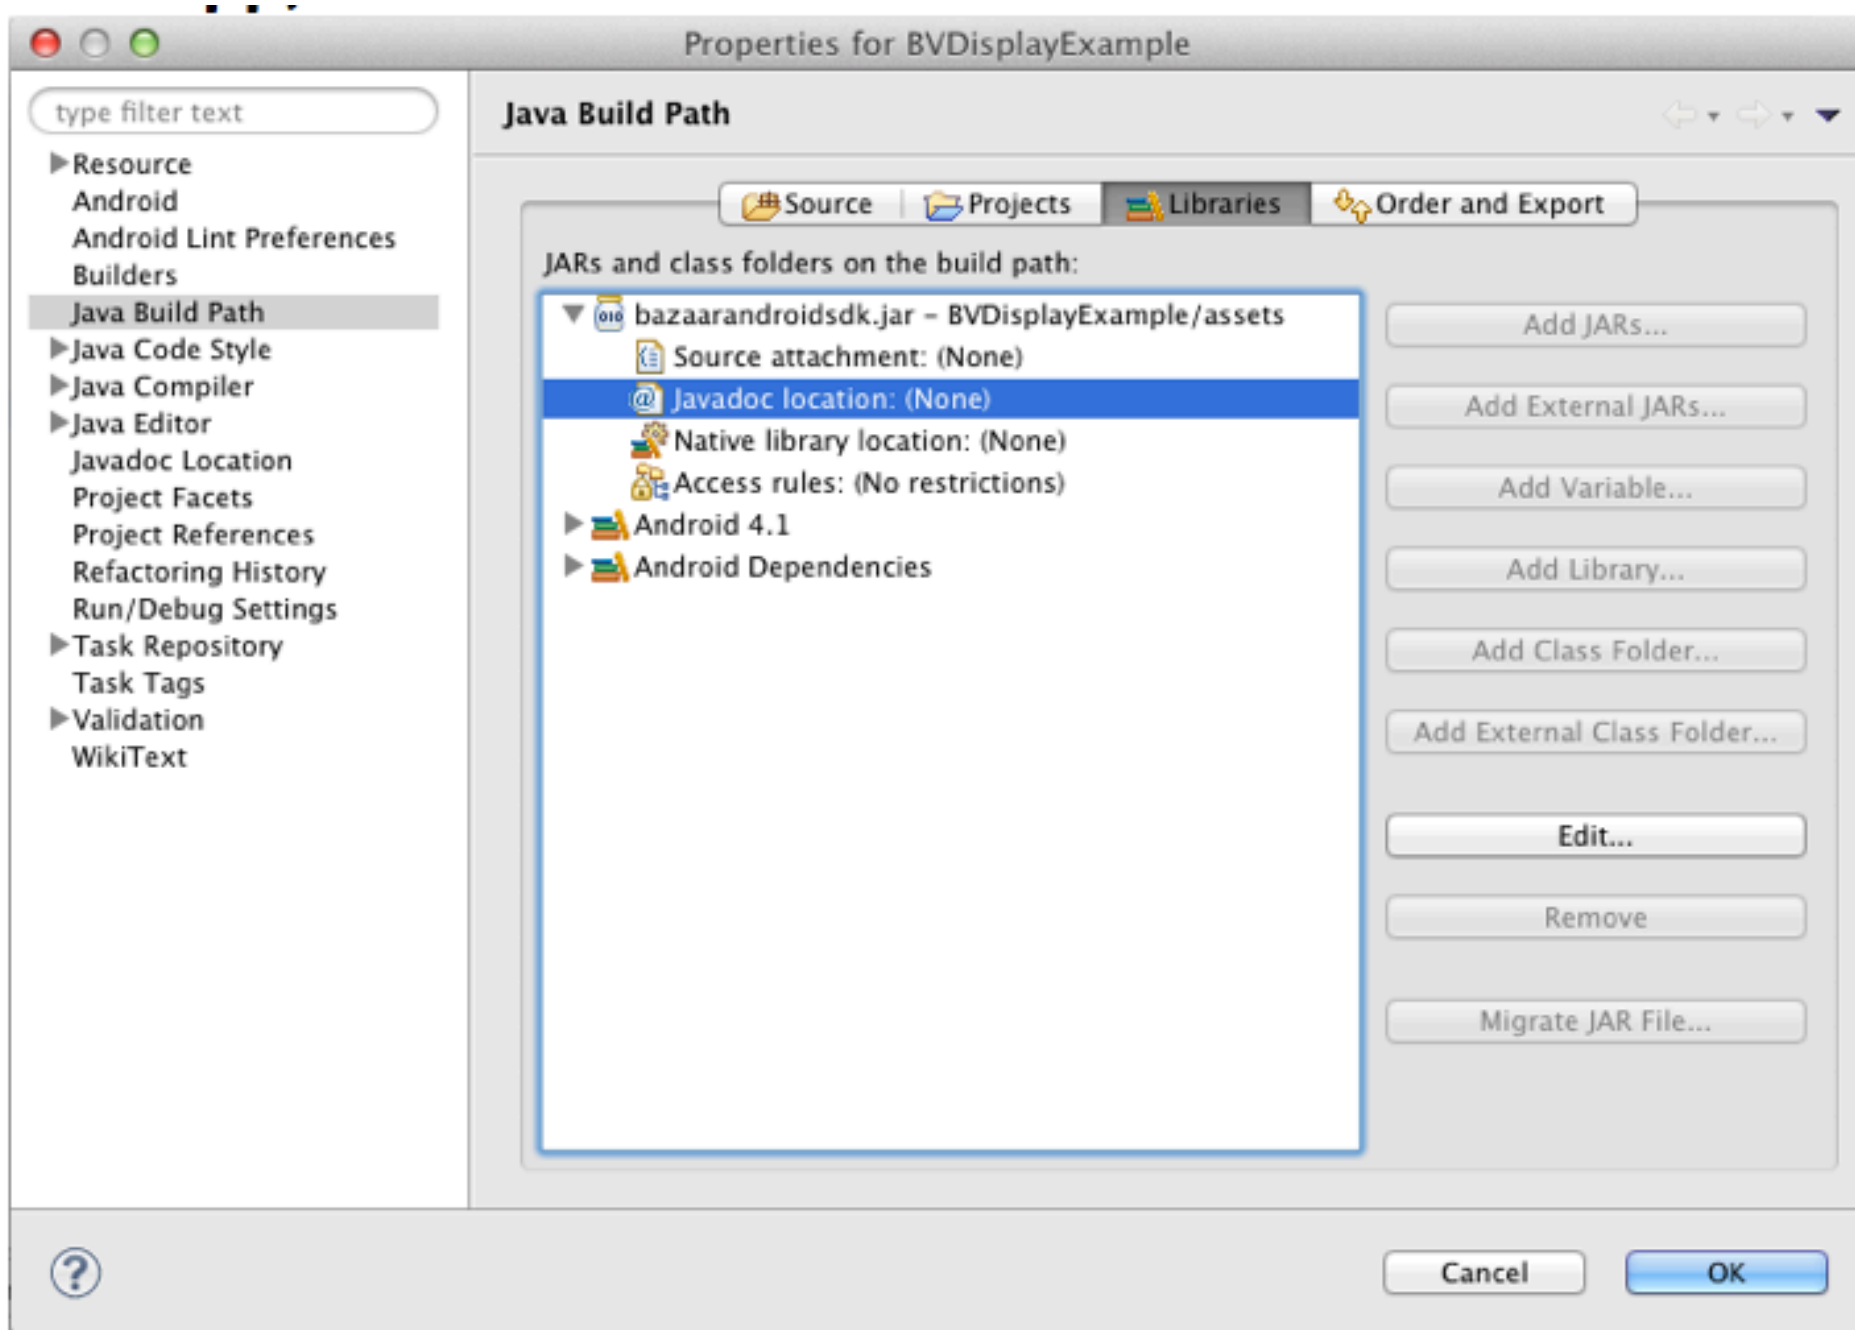 Properties for BVDisplayExample
type filter text
Resource
Android
Android Lint Preferences
Builders
Java Build Path
Java Code Style
Java Compiler
Java Editor
Javadoc Location
Project Facets
Project References
Refactoring History
Run/Debug Settings
Task Repository
Task Tags
Validation
WikiText
Java Build Path
Source Projects Libraries Order and Export
JARs and class folders on the build path:
bazaarandroidsdk.jar – BVDisplayExample/assets
Source attachment: (None)
Javadoc location: (None)
Native library location: (None)
Access rules: (No restrictions)
Android 4.1
Android Dependencies
Add JARs...
Add External JARs...
Add Variable...
Add Library...
Add Class Folder...
Add External Class Folder...
Edit...
Remove
Migrate JAR File...
Cancel OK